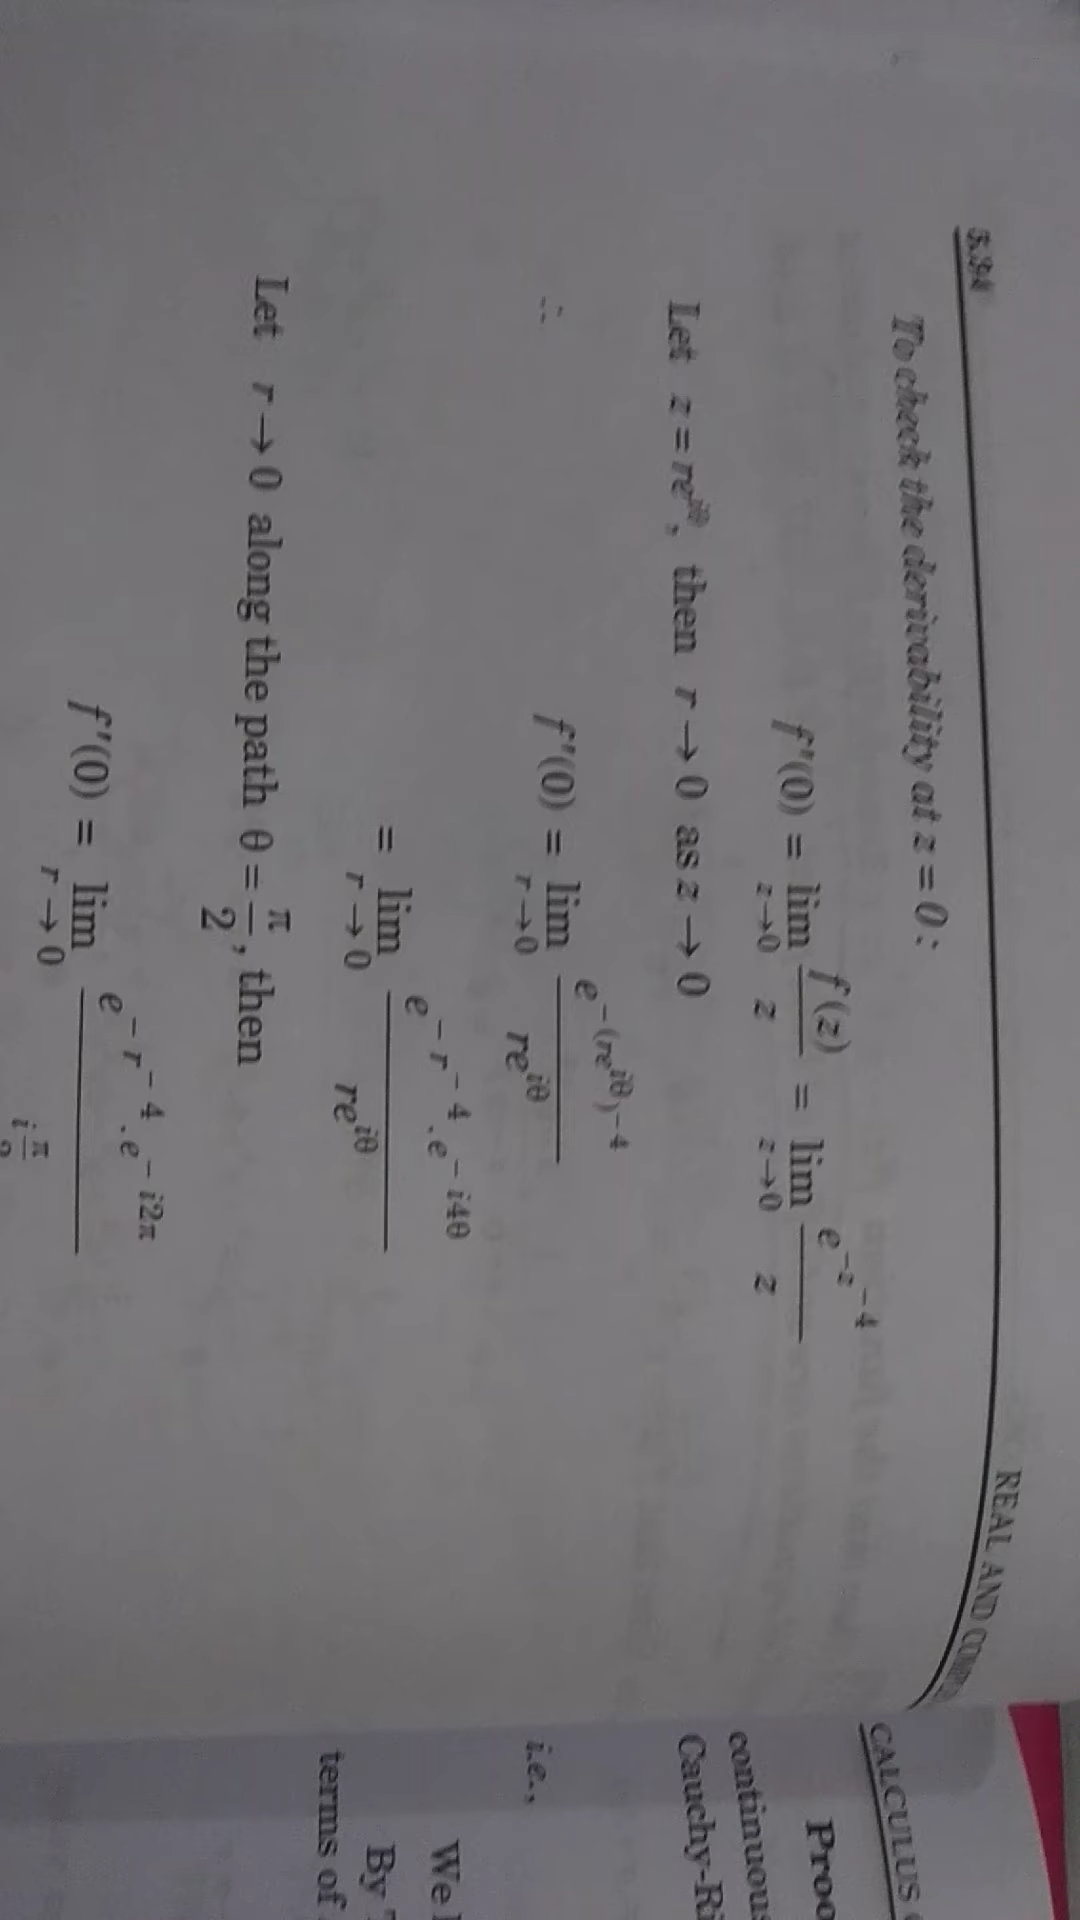 5.34
REAL AND
To check the derivability at z = 0 :
f'(0) = lim_{z→0} f(z)/z = lim_{z→0} e^{-z^{-4}}/z
Let z = re^{iθ}, then r → 0 as z → 0
∴ f'(0) = lim_{r→0} e^{-(re^{iθ})^{-4}}/re^{iθ}
= lim_{r→0} e^{-r^{-4}.e^{-i4θ}}/re^{iθ}
Let r → 0 along the path θ = π/2, then
f'(0) = lim_{r→0} e^{-r^{-4}.e^{-i2π}}
CALCULUS
Proo
continuous
Cauchy-Ri
i.e.,
We
By
terms of